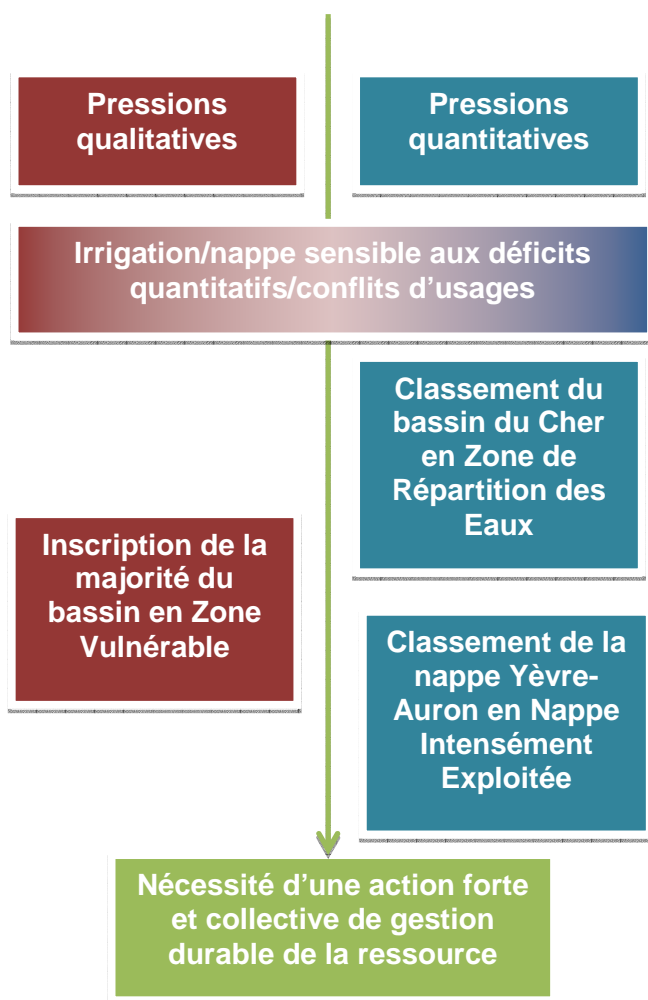 Pressions
qualitatives
Pressions
quantitatives
Irrigation/nappe sensible aux déficits
quantitatifs/conflits d’usages
Classement du
bassin du Cher
en Zone de
Répartition des
Eaux
Inscription de la
majorité du
bassin en Zone
Vulnérable
Classement de la
nappe Yèvre-
Auron en Nappe
Intensément
Exploitée
Nécessité d’une action forte
et collective de gestion
durable de la ressource